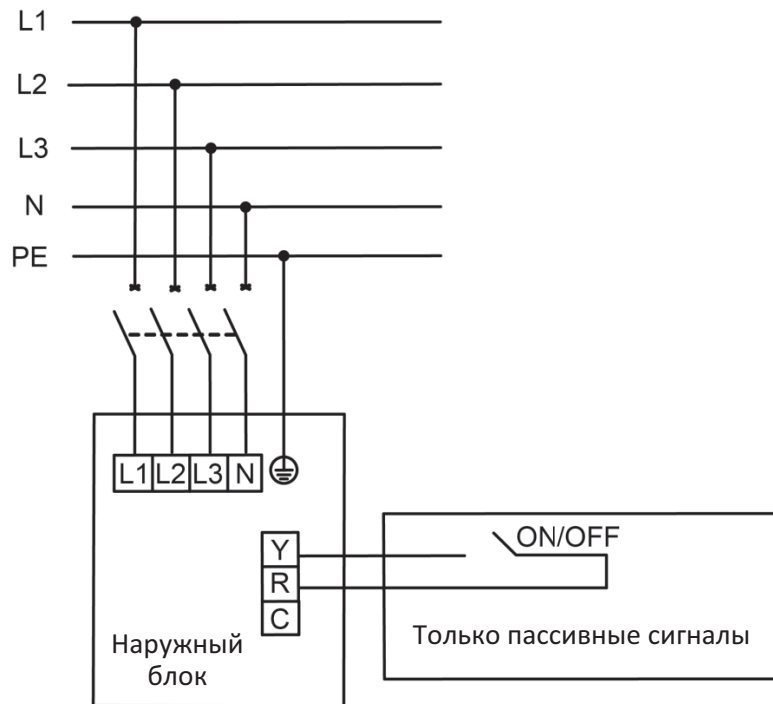 L1
L2
L3
N
PE
L1 L2 L3 N
Y
R
C
ON/OFF
Наружный
блок
Только пассивные сигналы